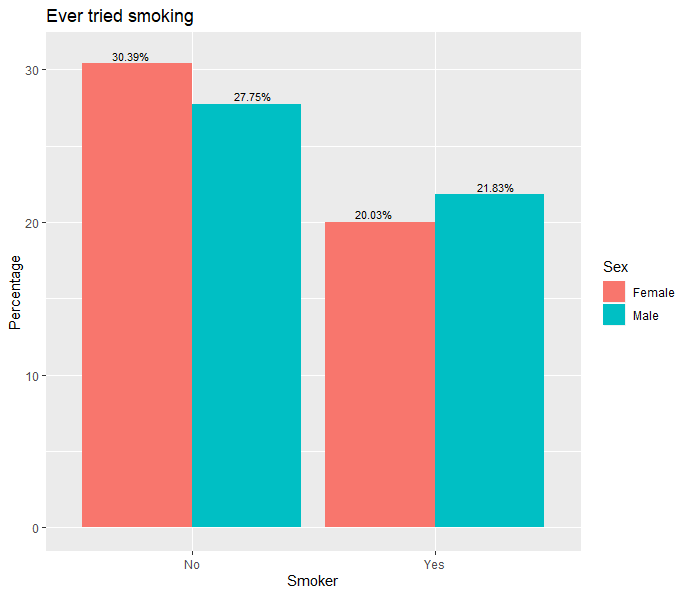 Ever tried smoking
30.39%
27.75%
20.03%
21.83%
30
20
10
0
Percentage
No
Yes
Smoker
Sex
Female
Male